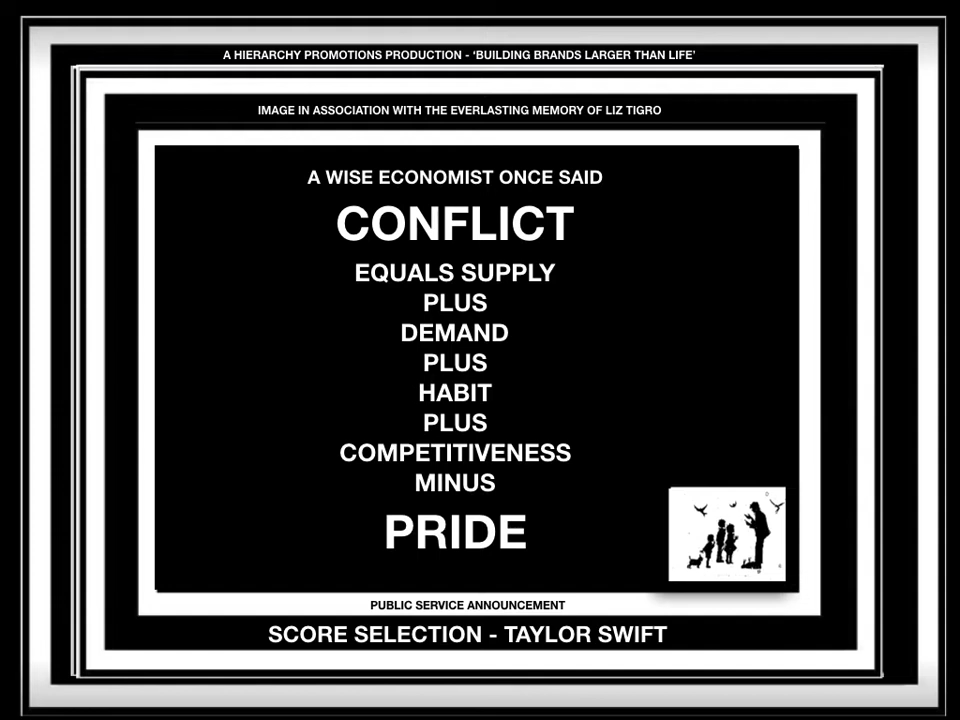 A HIERARCHY PROMOTIONS PRODUCTION - ‘BUILDING BRANDS LARGER THAN LIFE’
IMAGE IN ASSOCIATION WITH THE EVERLASTING MEMORY OF LIZ TIGRO
A WISE ECONOMIST ONCE SAID
CONFLICT
EQUALS SUPPLY
PLUS
DEMAND
PLUS
HABIT
PLUS
COMPETITIVENESS
MINUS
PRIDE
PUBLIC SERVICE ANNOUNCEMENT
SCORE SELECTION - TAYLOR SWIFT